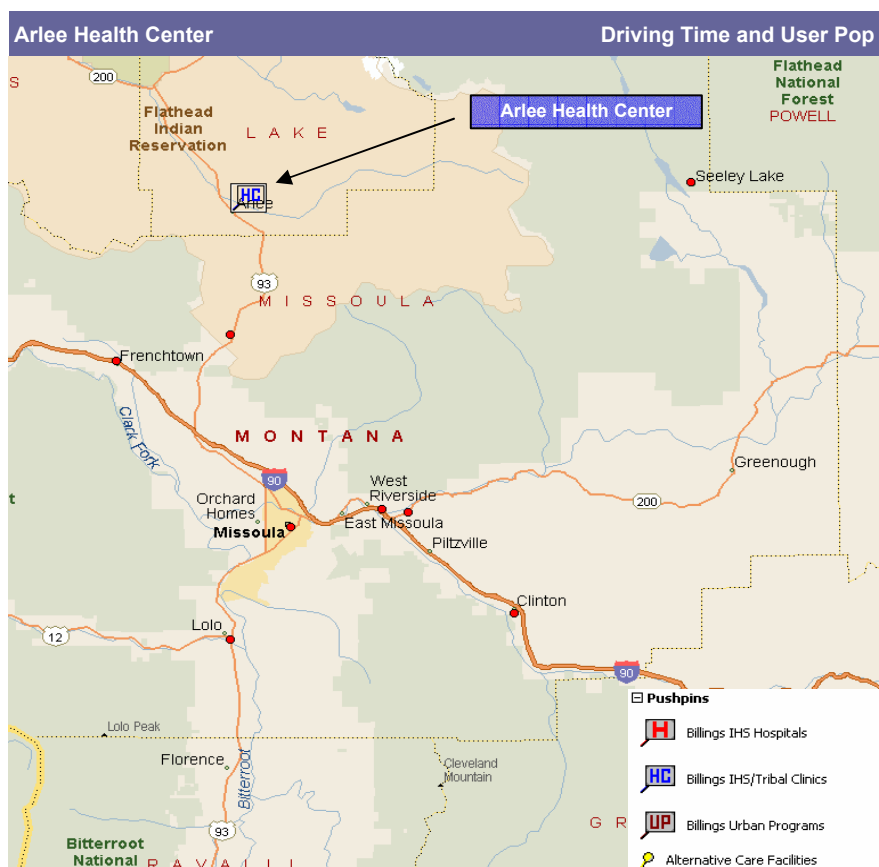 Arlee Health Center
Driving Time and User Pop
200
Flathead
National
Forest
POWELL
Flathead
Indian
Reservation
L A K E
Arlee Health Center
Seeley Lake
HC
Arlee
93
M I S S O U L A
Frenchtown
Clark Fork
M O N T A N A
90
West
Riverside
Greenough
Orchard
Homes
200
East Missoula
Missoula
Piltzville
Clinton
Lolo
12
90
Pushpins
Lolo Peak
H
Billings IHS Hospitals
Florence
Bitterroot
Cleveland
Mountain
HC
Billings IHS/Tribal Clinics
93
G R
UP
Billings Urban Programs
Bitterroot
National
R A V A L L I
Alternative Care Facilities